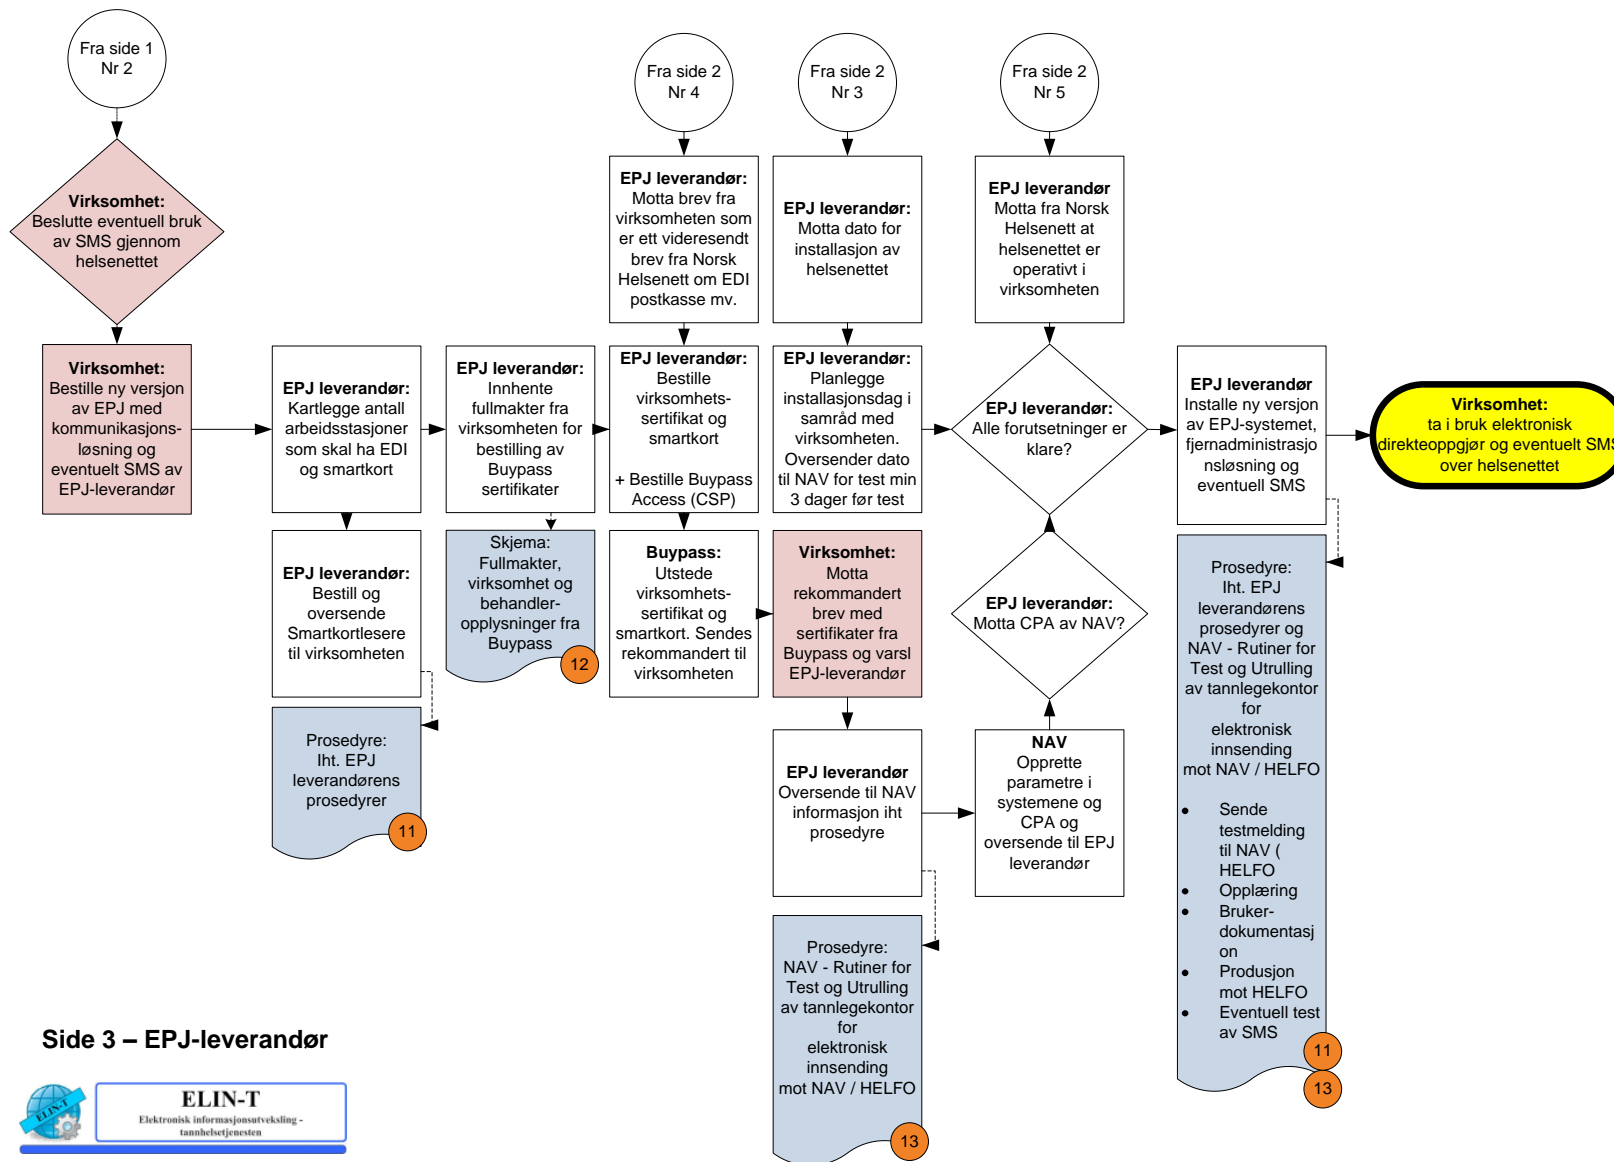 Fra side 1
Nr 2
Fra side 2
Nr 4
Fra side 2
Nr 3
Fra side 2
Nr 5
Virksomhet:
Beslutte eventuell bruk
av SMS gjennom
helsenettet
EPJ leverandør:
Motta brev fra
virksomheten som
er ett videresendt
brev fra Norsk
Helsenett om EDI
postkasse mv.
EPJ leverandør:
Motta dato for
installasjon av
helsenettet
EPJ leverandør
Motta fra Norsk
Helsenett at
helsenettet er
operativt i
virksomheten
Virksomhet:
Bestille ny versjon
av EPJ med
kommunikasjons-
løsning og
eventuelt SMS av
EPJ-leverandør
EPJ leverandør:
Kartlegge antall
arbeidsstasjoner
som skal ha EDI
og smartkort
EPJ leverandør:
Innhente
fullmakter fra
virksomheten for
bestilling av
Buypass
sertifikater
EPJ leverandør:
Bestille
virksomhets-
sertifikat og
smartkort
+ Bestille Buypass
Access (CSP)
EPJ leverandør:
Planlegge
installasjonsdag i
samråd med
virksomheten.
Oversender dato
til NAV for test min
3 dager før test
EPJ leverandør:
Alle forutsetninger er
klare?
EPJ leverandør
Installe ny versjon
av EPJ-systemet,
fjernadministrasjo
nsløsning og
eventuell SMS
Virksomhet:
ta i bruk elektronisk
direkteoppgjør og eventuelt SMS
over helsenettet
EPJ leverandør:
Bestill og
oversende
Smartkortlesere
til virksomheten
Skjema:
Fullmakter,
virksomhet og
behandler-
opplysninger fra
Buypass
12
Buypass:
Utstede
virksomhets-
sertifikat og
smartkort. Sendes
rekommandert til
virksomheten
Virksomhet:
Motta
rekommandert
brev med
sertifikater fra
Buypass og varsl
EPJ-leverandør
EPJ leverandør:
Motta CPA av NAV?
Prosedyre:
Iht. EPJ
leverandørens
prosedyrer og
NAV - Rutiner for
Test og Utrulling
av tannlegekontor
for
elektronisk
innsending
mot NAV / HELFO
• Sende
testmelding
til NAV (
HELFO
• Opplæring
• Bruker-
dokumentasj
on
• Produsjon
mot HELFO
• Eventuell test
av SMS
11
13
Prosedyre:
Iht. EPJ
leverandørens
prosedyrer
11
EPJ leverandør
Oversende til NAV
informasjon iht
prosedyre
NAV
Opprette
parametre i
systemene og
CPA og
oversende til EPJ
leverandør
Prosedyre:
NAV - Rutiner for
Test og Utrulling
av tannlegekontor
for
elektronisk
innsending
mot NAV / HELFO
13
Side 3 – EPJ-leverandør
ELIN-T
ELIN-T
Elektronisk informasjonsutveksling -
tannhelsetjenesten